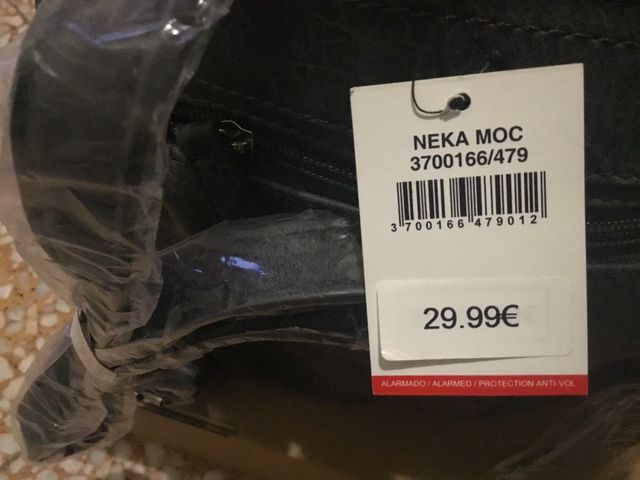 NEKA MOC
3700166/479
3 700166 479012
29.99€
ALARMADO / ALARMED / PROTECTION ANTI-VOL